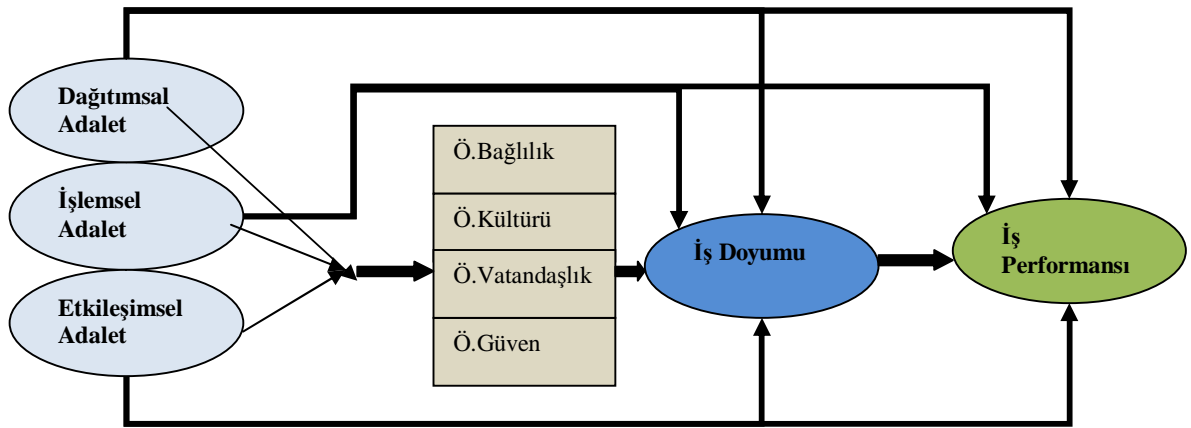 Dağıtımsal
Adalet
İşlemsel
Adalet
Etkileşimsel
Adalet
Ö.Bağlılık
Ö.Kültürü
Ö.Vatandaşlık
Ö.Güven
İş Doyumu
İş
Performansı